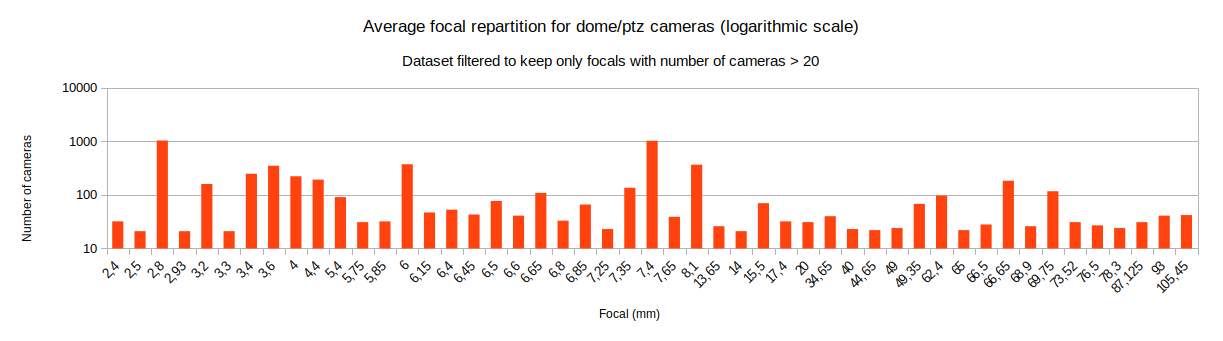 Average focal repartition for dome/ptz cameras (logarithmic scale)
Dataset filtered to keep only focals with number of cameras > 20
Number of cameras
10000
1000
100
10
2,4 2,5 2,8 2,93 3,2 3,3 3,4 3,6 4 4,4 5,4 5,75 5,85 6 6,15 6,4 6,45 6,5 6,6 6,65 6,8 6,85 7,25 7,35 7,4 7,65 8,1 13,65 14 15,5 17,4 20 34,65 40 44,65 49 49,35 62,4 65 66,5 66,65 68,9 69,75 73,52 76,5 78,3 87,125 93 105,45
Focal (mm)